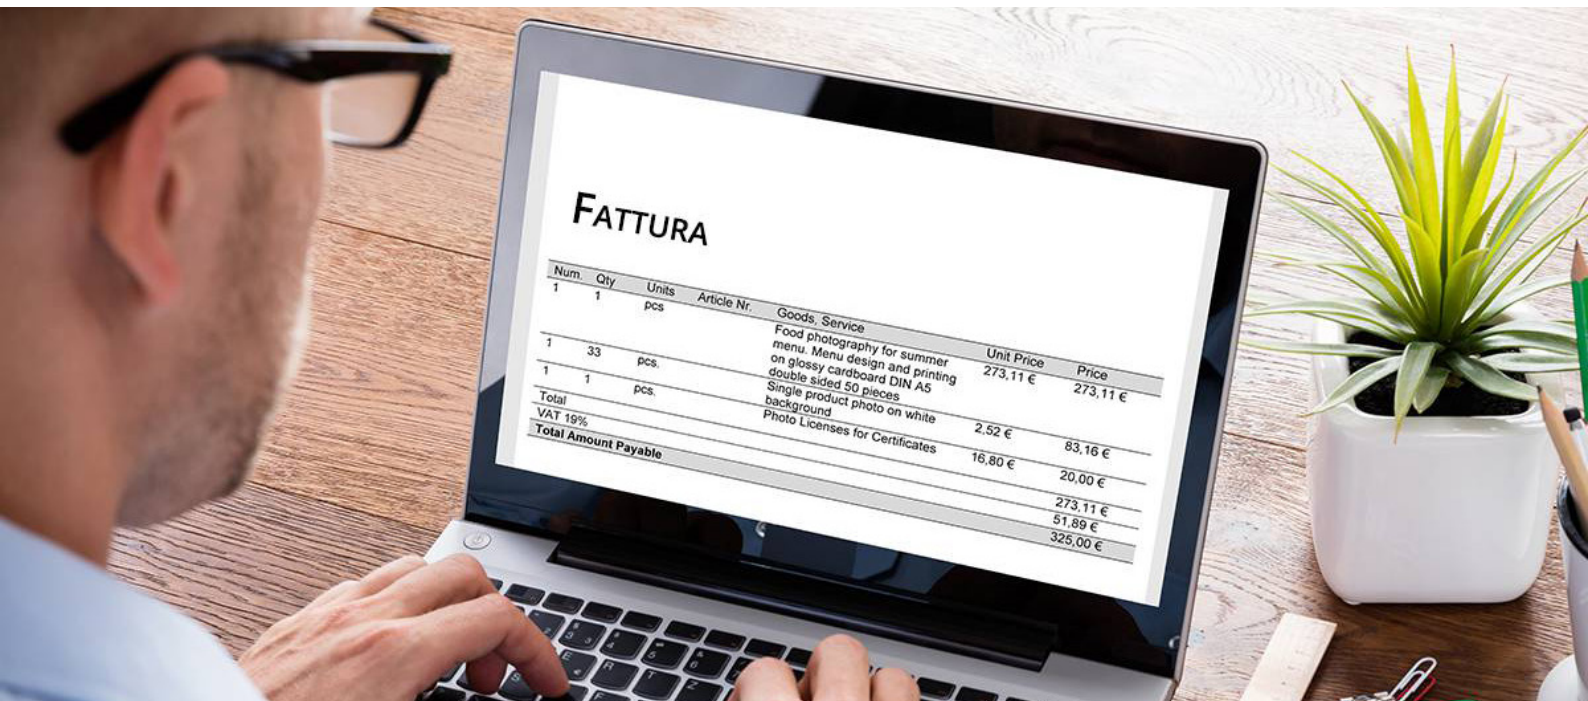 FATTURA
Num. Qty Units Article Nr. Goods, Service Unit Price Price
1 1 pcs Food photography for summer 273,11 € 273,11 €
menu. Menu design and printing
on glossy cardboard DIN A5
double sided 50 pieces
1 33 pcs. Single product photo on white 2,52 € 83,16 €
background
1 1 pcs. Photo Licenses for Certificates 16,80 € 20,00 €
Total 273,11 €
VAT 19% 51,89 €
Total Amount Payable 325,00 €